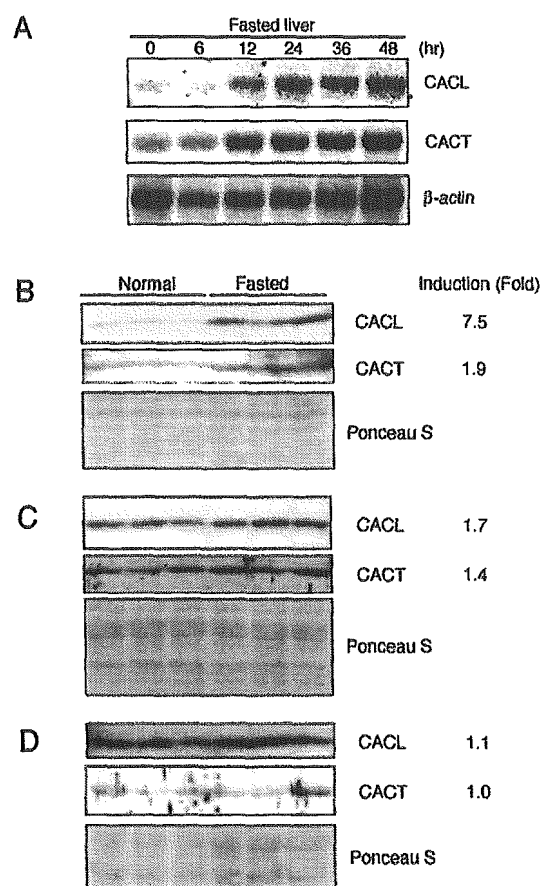 A
Fasted liver
0 6 12 24 36 48 (hr)
CACL
CACT
β-actin
B
Normal Fasted Induction (Fold)
CACL 7.5
CACT 1.9
Ponceau S
C
CACL 1.7
CACT 1.4
Ponceau S
D
CACL 1.1
CACT 1.0
Ponceau S